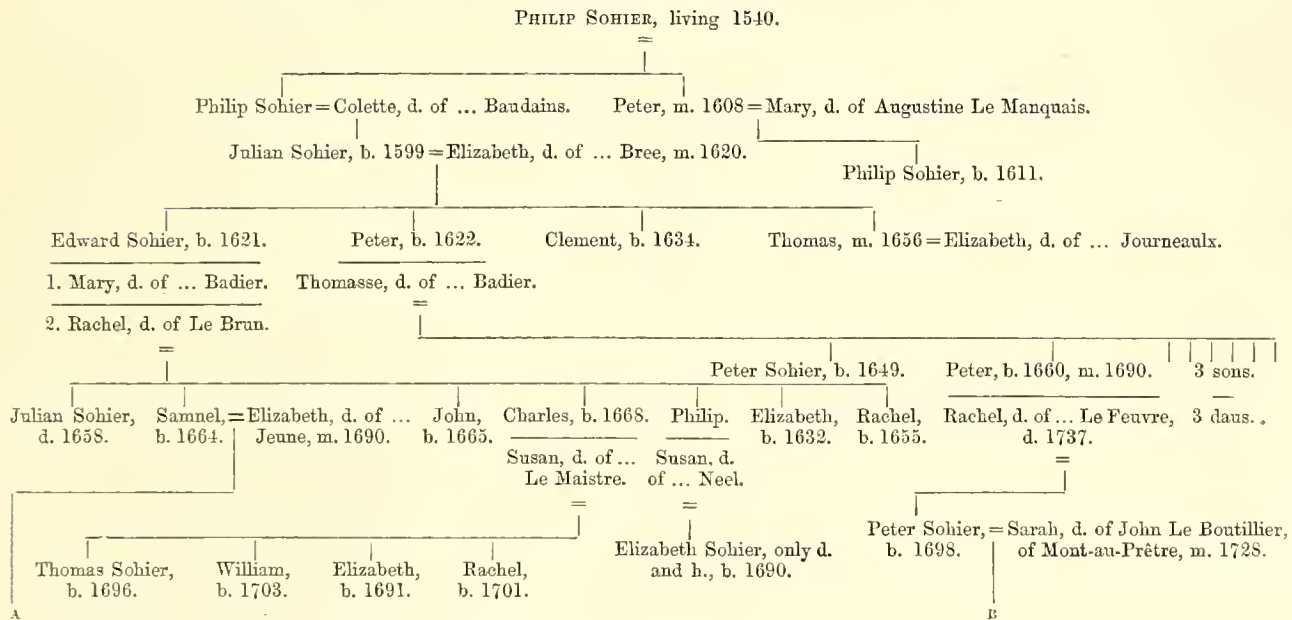 PHILIP SOHIER, living 1540.
=
Philip Sohier = Colette, d. of ... Baudains.
Peter, m. 1608 = Mary, d. of Augustine Le Manquais.
Julian Sohier, b. 1599 = Elizabeth, d. of ... Bree, m. 1620.
Philip Sohier, b. 1611.
Edward Sohier, b. 1621.
Peter, b. 1622.
Clement, b. 1634.
Thomas, m. 1656 = Elizabeth, d. of ... Journeaulx.
1. Mary, d. of ... Badier.
Thomasse, d. of ... Badier.
=
2. Rachel, d. of Le Brun.
=
Peter Sohier, b. 1649.
Peter, b. 1660, m. 1690.
3 sons.
Julian Sohier,
d. 1658.
Samnel,
b. 1664.
= Elizabeth, d. of ...
Jeune, m. 1690.
John,
b. 1665.
Charles, b. 1668.
Philip.
Elizabeth,
b. 1632.
Rachel,
b. 1655.
Rachel, d. of ... Le Feuvre,
d. 1737.
3 daus.
Susan, d. of ...
Le Maistre.
Susan, d.
of ... Neel.
=
=
=
Peter Sohier,
b. 1698.
= Sarah, d. of John Le Boutillier,
of Mont-au-Prêtre, m. 1728.
Thomas Sohier,
b. 1696.
William,
b. 1703.
Elizabeth,
b. 1691.
Rachel,
b. 1701.
Elizabeth Sohier, only d.
and h., b. 1690.
A
B